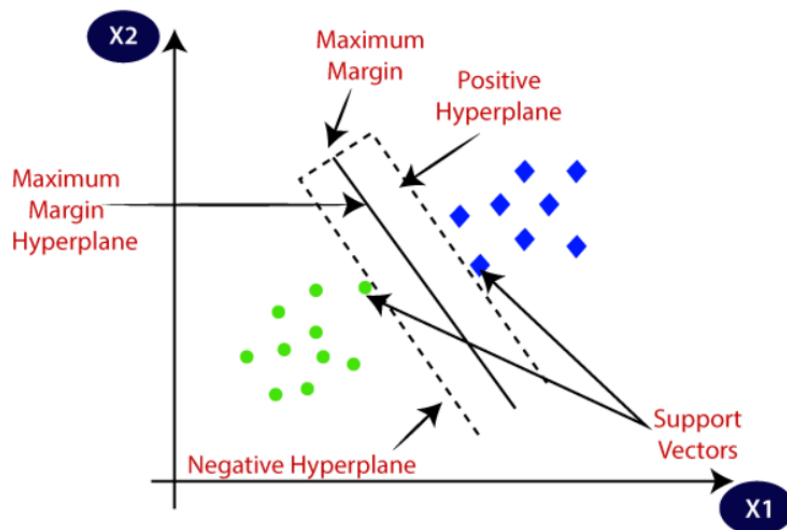 X2
Maximum
Margin
Positive
Hyperplane
Maximum
Margin
Hyperplane
Support
Vectors
Negative Hyperplane
X1